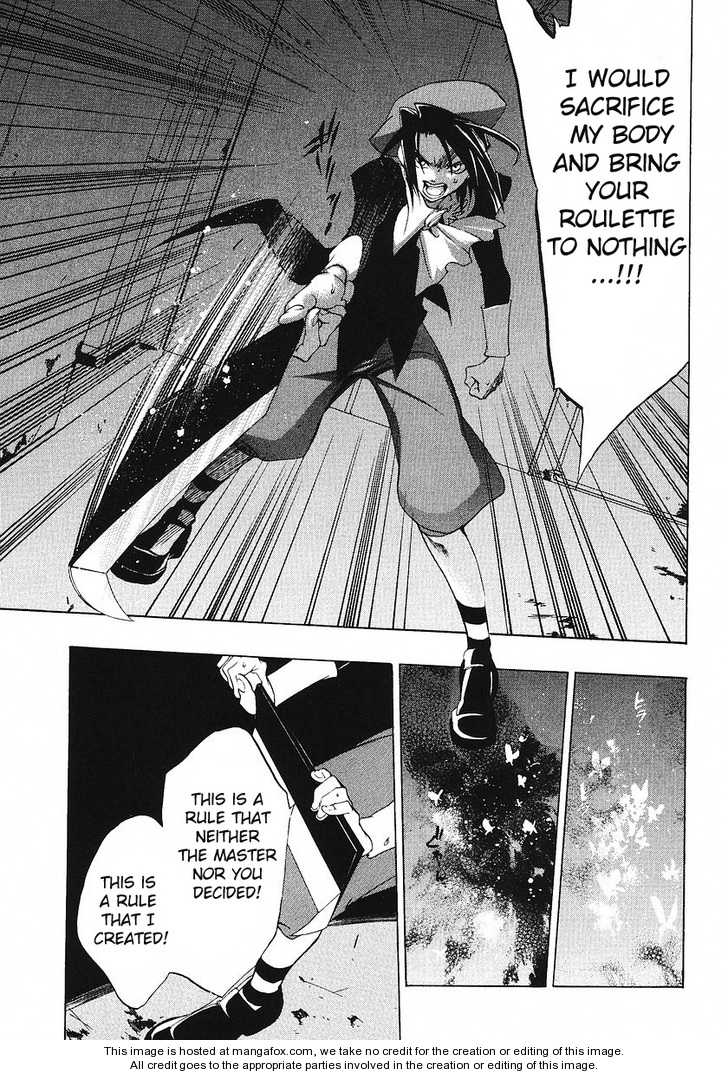 I WOULD
SACRIFICE
MY BODY
AND BRING
YOUR
ROULETTE
TO NOTHING
...!!!
THIS IS A
RULE THAT
NEITHER
THE MASTER
NOR YOU
DECIDED!
THIS IS
A RULE
THAT I
CREATED!
This image is hosted at mangafox.com, we take no credit for the creation or editing of this image.
All credit goes to the appropriate parties involved in the creation or editing of this image.